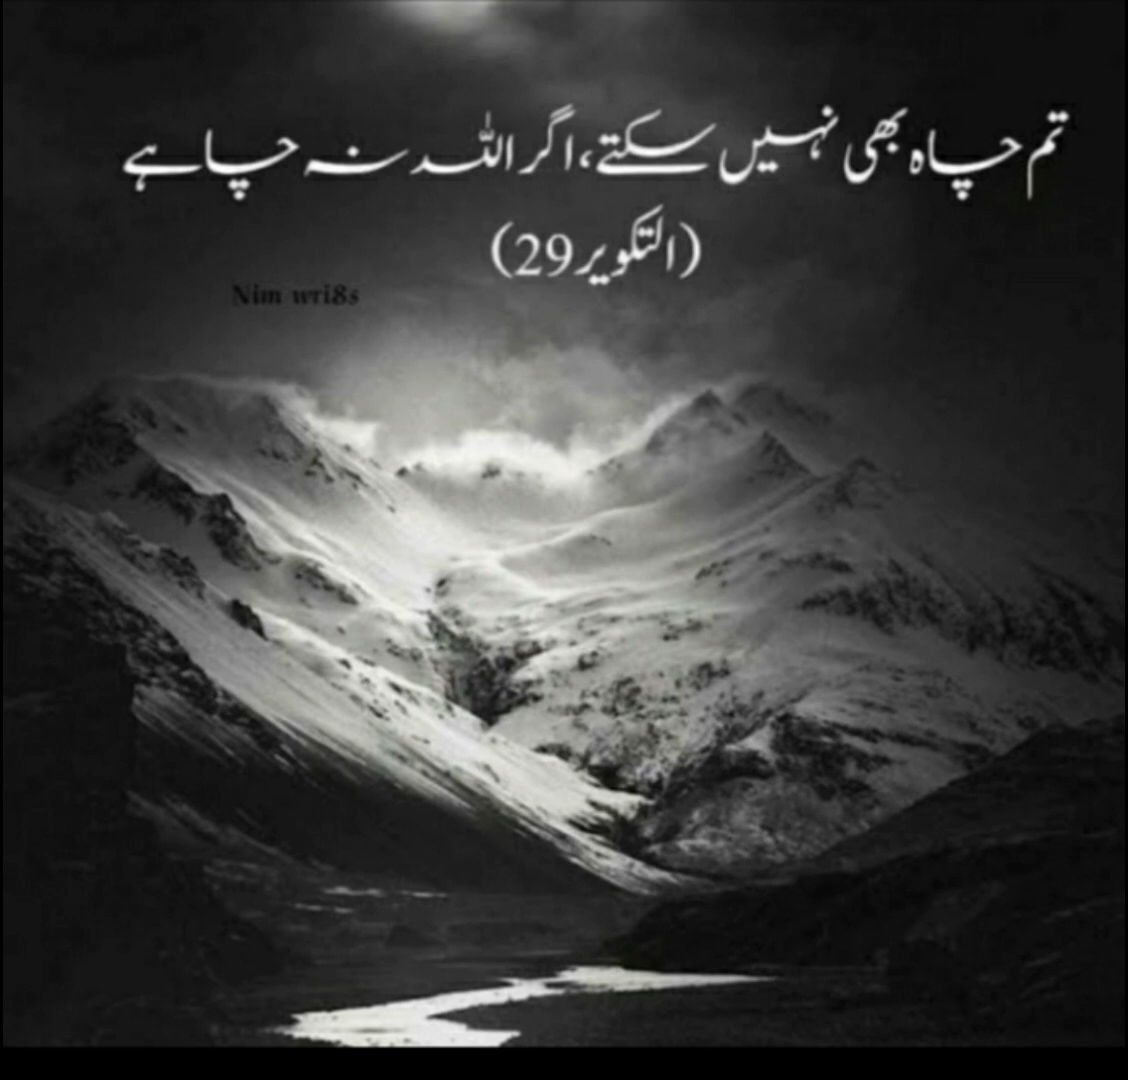 تم چاہ بھی نہیں سکتے، اگر اللہ نہ چاہے
(التکویر 29)
Nim wri8s